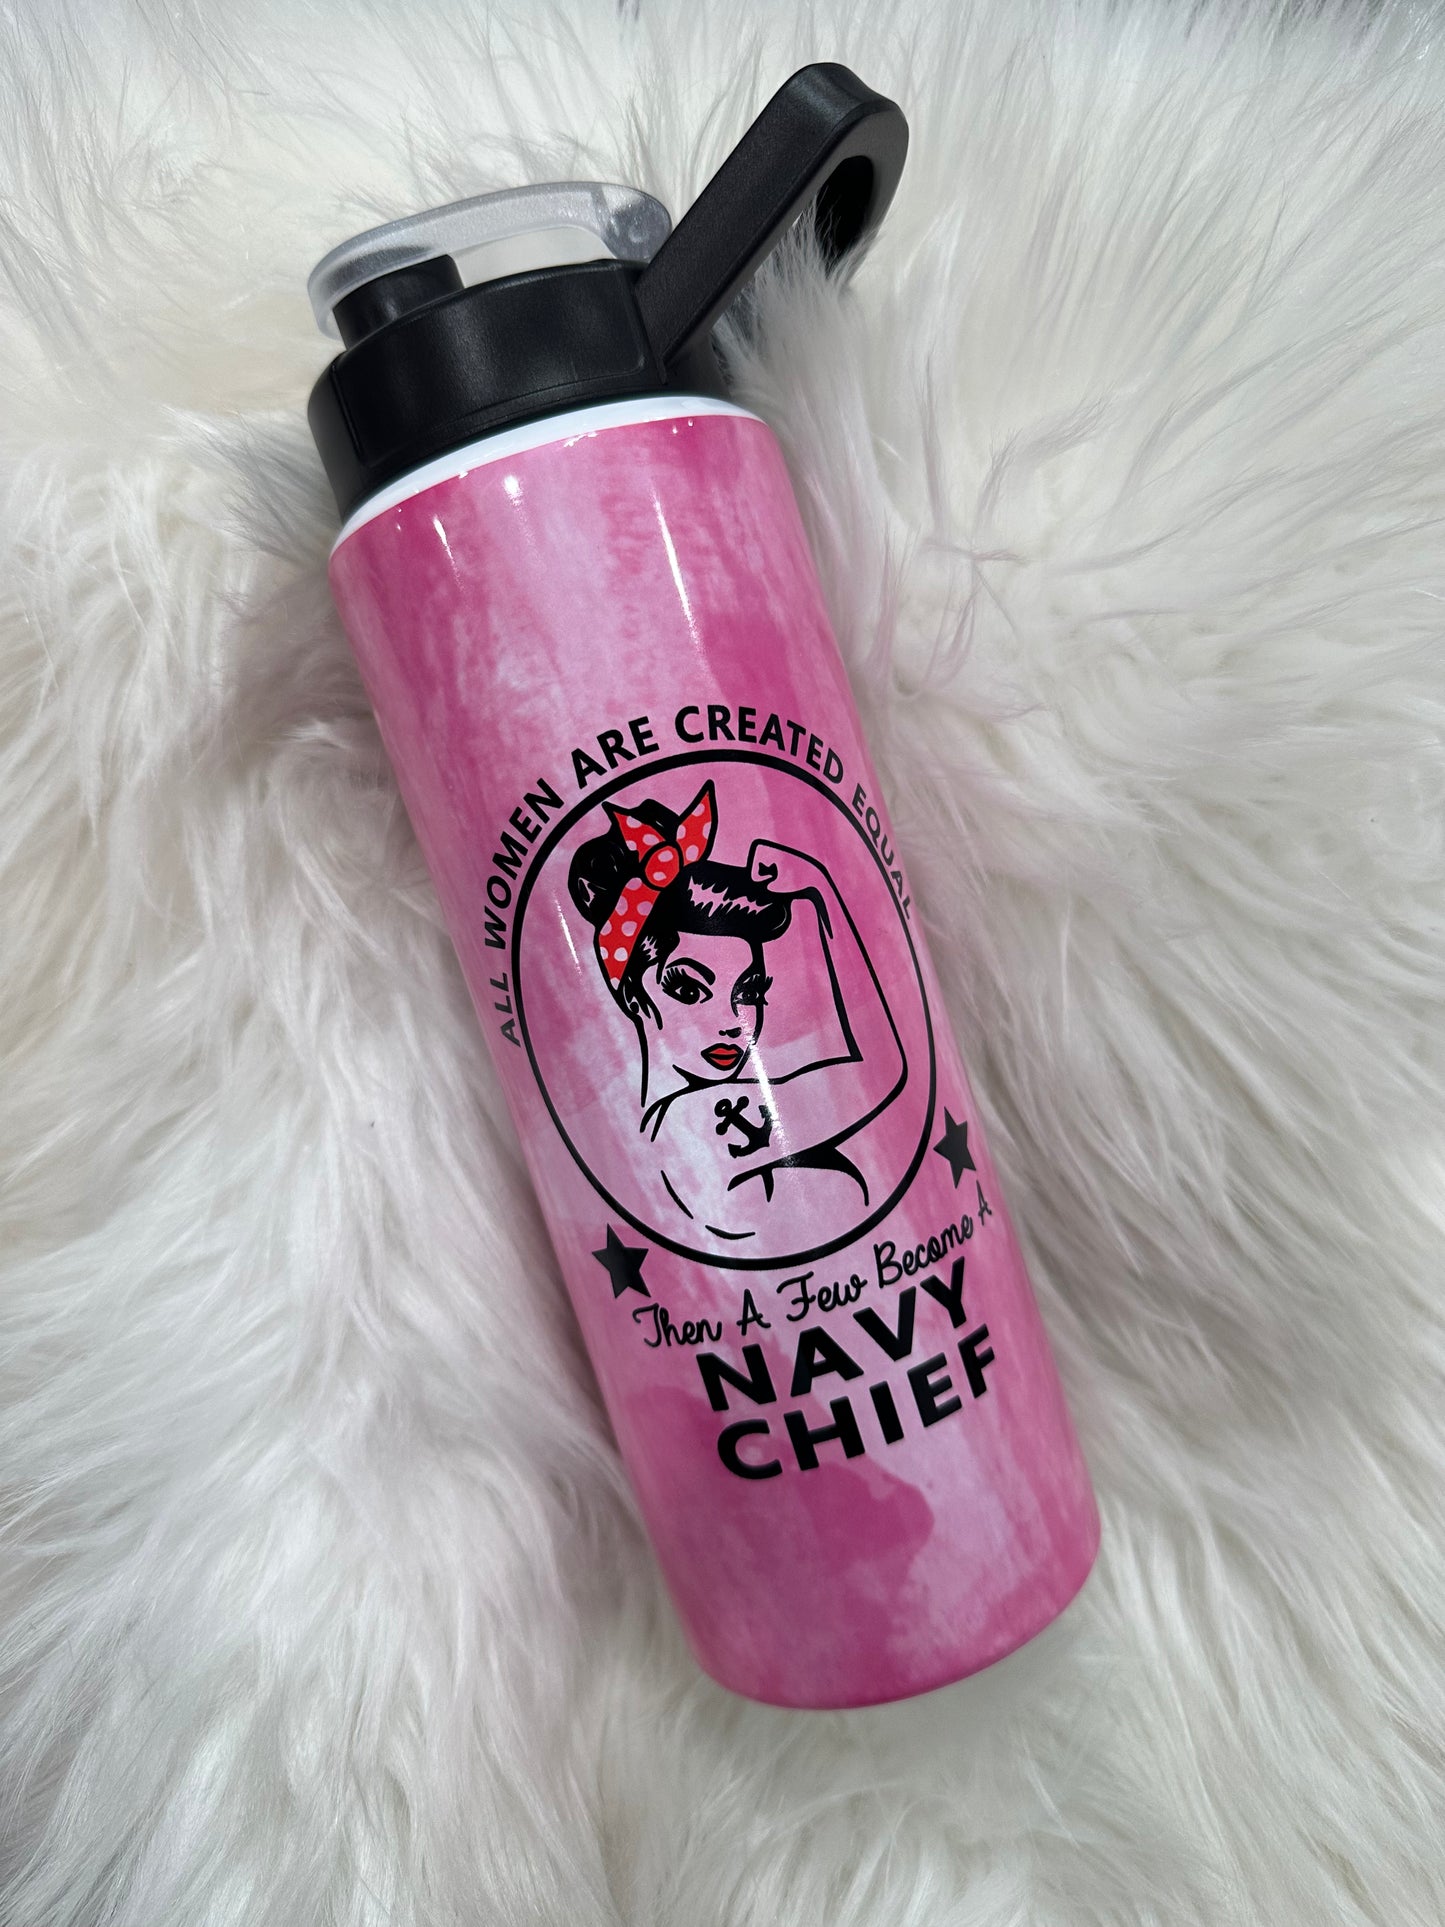 ALL WOMEN ARE CREATED EQUAL
Then A Few Become A
NAVY
CHIEF